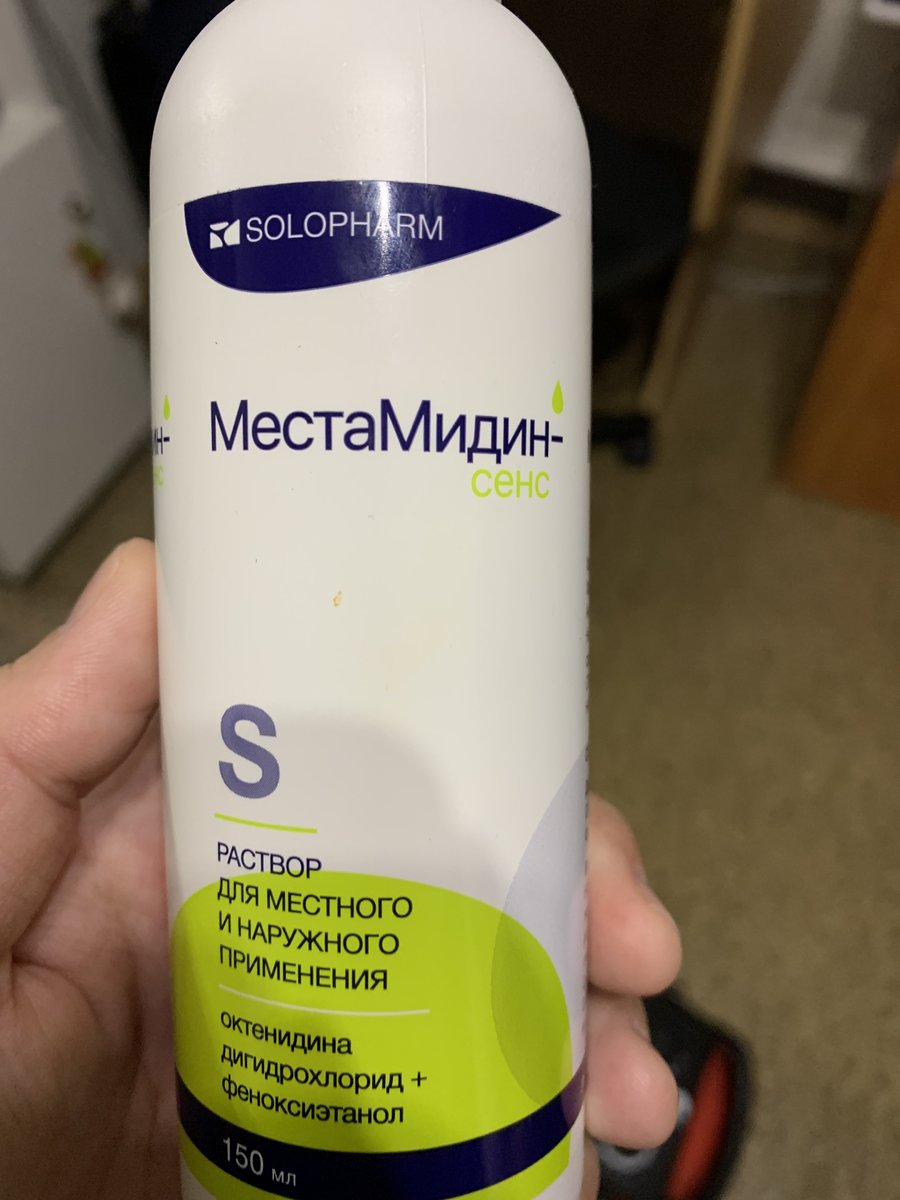 SOLOPHARM
МестаМидин-
сенс
S
РАСТВОР
ДЛЯ МЕСТНОГО
И НАРУЖНОГО
ПРИМЕНЕНИЯ
октенидина
дигидрохлорид +
феноксиэтанол
150 мл